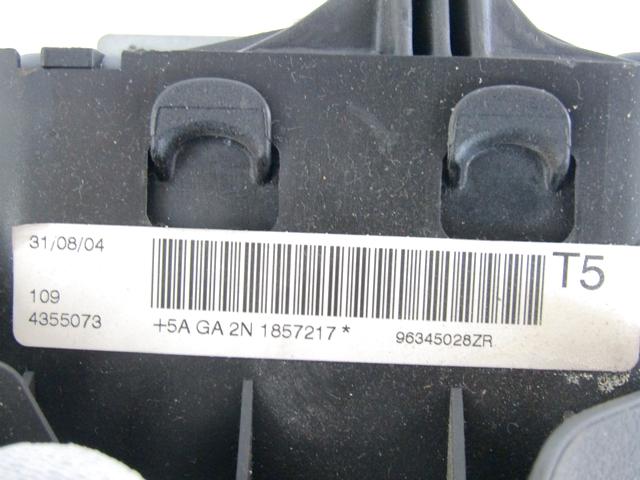 31/08/04
T5
109
4355073
+5A GA 2N 1857217 *
96345028ZR